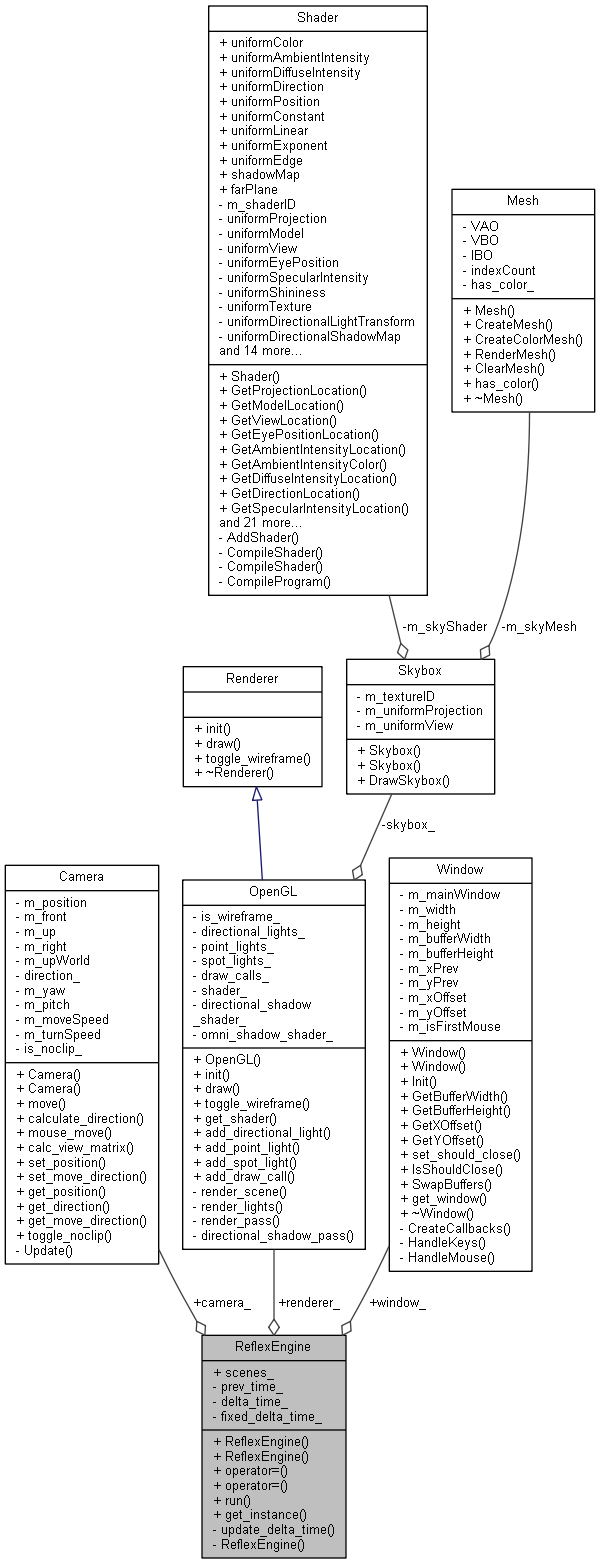 Shader
+ uniformColor
+ uniformAmbientIntensity
+ uniformDiffuseIntensity
+ uniformDirection
+ uniformPosition
+ uniformConstant
+ uniformLinear
+ uniformExponent
+ uniformEdge
+ shadowMap
+ farPlane
- m_shaderID
- uniformProjection
- uniformModel
- uniformView
- uniformEyePosition
- uniformSpecularIntensity
- uniformShininess
- uniformTexture
- uniformDirectionalLightTransform
- uniformDirectionalShadowMap
and 14 more...
+ Shader()
+ GetProjectionLocation()
+ GetModelLocation()
+ GetViewLocation()
+ GetEyePositionLocation()
+ GetAmbientIntensityLocation()
+ GetAmbientIntensityColor()
+ GetDiffuseIntensityLocation()
+ GetDirectionLocation()
+ GetSpecularIntensityLocation()
and 21 more...
- AddShader()
- CompileShader()
- CompileShader()
- CompileProgram()
Mesh
- VAO
- VBO
- IBO
- indexCount
- has_color_
+ Mesh()
+ CreateMesh()
+ CreateColorMesh()
+ RenderMesh()
+ ClearMesh()
+ has_color()
+ ~Mesh()
-m_skyShader
-m_skyMesh
Renderer
+ init()
+ draw()
+ toggle_wireframe()
+ ~Renderer()
Skybox
- m_textureID
- m_uniformProjection
- m_uniformView
+ Skybox()
+ Skybox()
+ DrawSkybox()
-skybox_
Camera
- m_position
- m_front
- m_up
- m_right
- m_upWorld
- direction_
- m_yaw
- m_pitch
- m_moveSpeed
- m_turnSpeed
- is_noclip_
+ Camera()
+ Camera()
+ move()
+ calculate_direction()
+ mouse_move()
+ calc_view_matrix()
+ set_position()
+ set_move_direction()
+ get_position()
+ get_direction()
+ get_move_direction()
+ toggle_noclip()
- Update()
OpenGL
- is_wireframe_
- directional_lights_
- point_lights_
- spot_lights_
- draw_calls_
- shader_
- directional_shadow
_shader_
- omni_shadow_shader_
+ OpenGL()
+ init()
+ draw()
+ toggle_wireframe()
+ get_shader()
+ add_directional_light()
+ add_point_light()
+ add_spot_light()
+ add_draw_call()
- render_scene()
- render_lights()
- render_pass()
- directional_shadow_pass()
Window
- m_mainWindow
- m_width
- m_height
- m_bufferWidth
- m_bufferHeight
- m_xPrev
- m_yPrev
- m_xOffset
- m_yOffset
- m_isFirstMouse
+ Window()
+ Window()
+ Init()
+ GetBufferWidth()
+ GetBufferHeight()
+ GetXOffset()
+ GetYOffset()
+ set_should_close()
+ IsShouldClose()
+ SwapBuffers()
+ get_window()
+ ~Window()
- CreateCallbacks()
- HandleKeys()
- HandleMouse()
+camera_
+renderer_
+window_
ReflexEngine
+ scenes_
- prev_time_
- delta_time_
- fixed_delta_time_
+ ReflexEngine()
+ ReflexEngine()
+ operator=()
+ operator=()
+ run()
+ get_instance()
- update_delta_time()
- ReflexEngine()